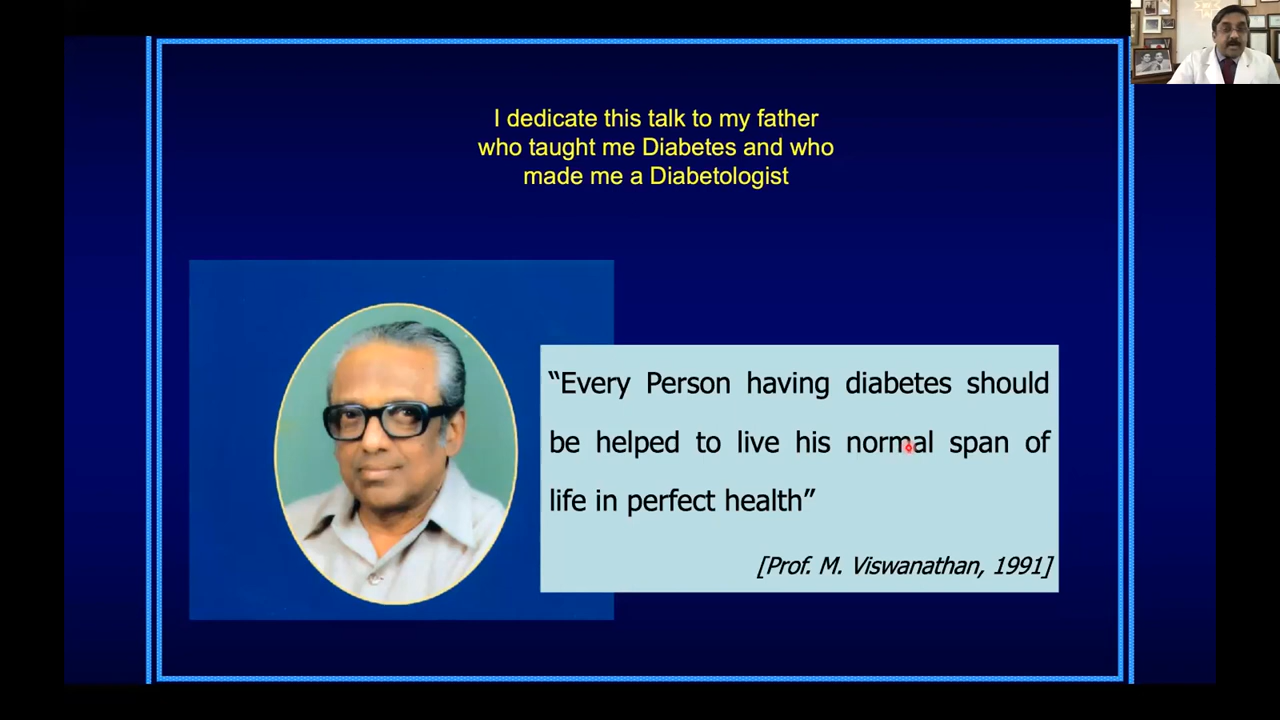 I dedicate this talk to my father
who taught me Diabetes and who
made me a Diabetologist
“Every Person having diabetes should
be helped to live his normal span of
life in perfect health”
[Prof. M. Viswanathan, 1991]